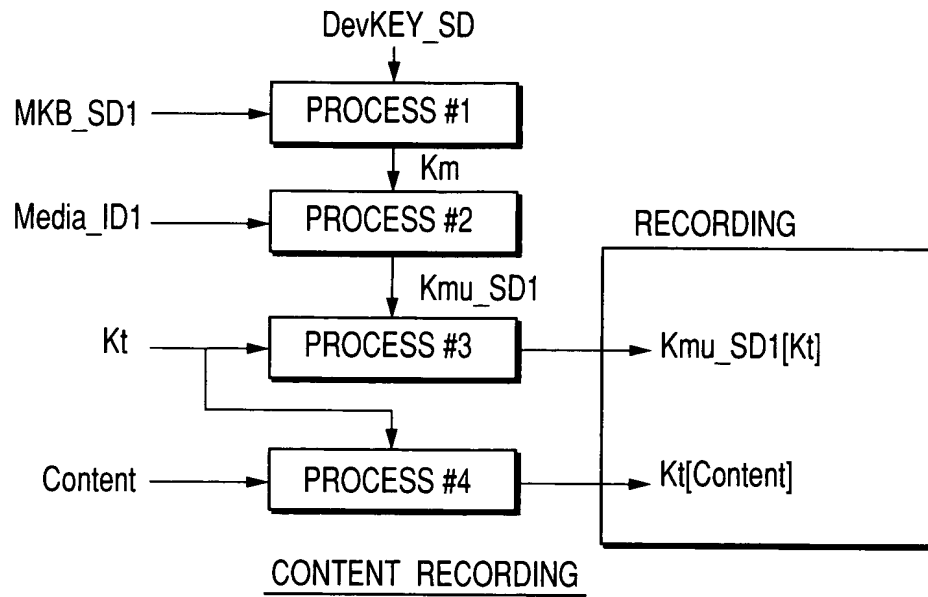 DevKEY_SD
MKB_SD1
PROCESS #1
Km
Media_ID1
PROCESS #2
RECORDING
Kmu_SD1
Kt
PROCESS #3
Kmu_SD1[Kt]
Content
PROCESS #4
Kt[Content]
CONTENT RECORDING